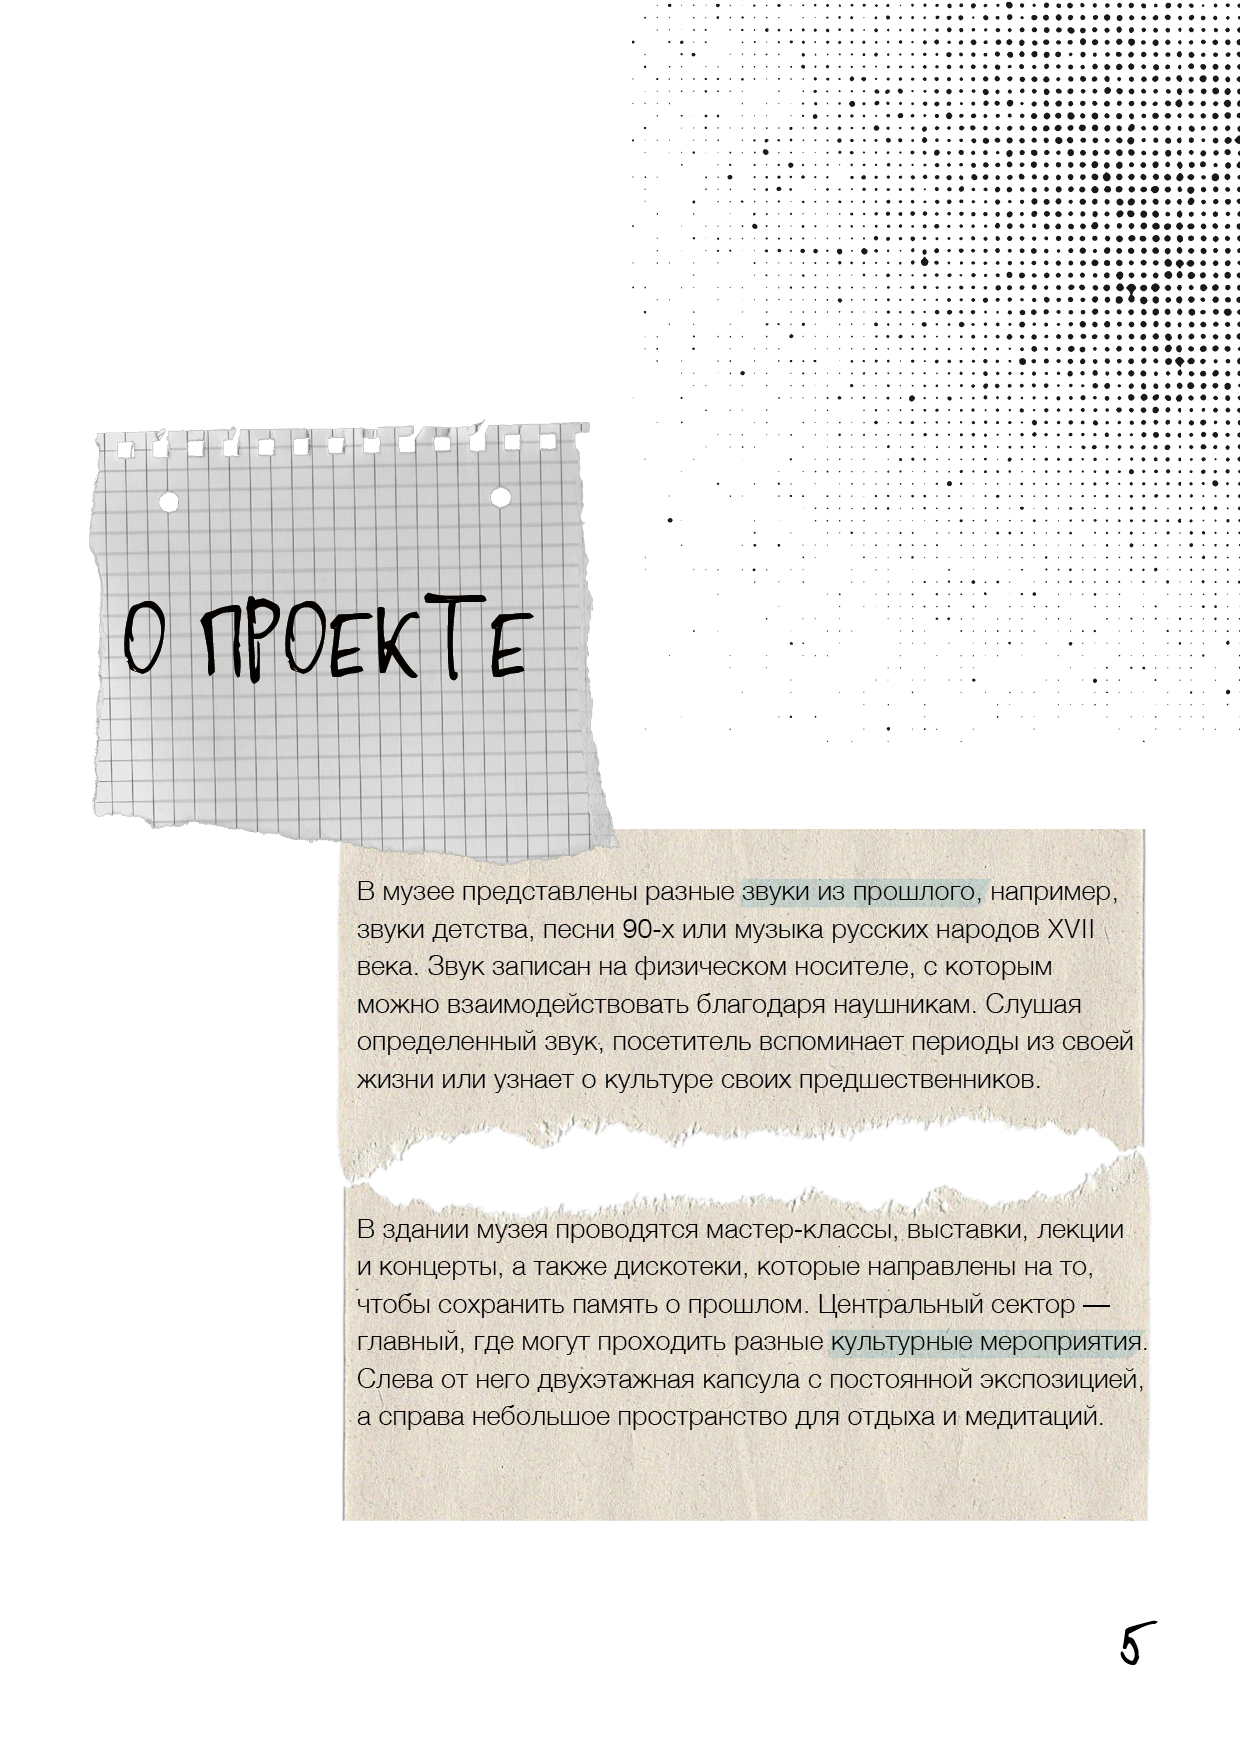 О ПРОЕКТЕ
В музее представлены разные звуки из прошлого, например,
звуки детства, песни 90-х или музыка русских народов XVII
века. Звук записан на физическом носителе, с которым
можно взаимодействовать благодаря наушникам. Слушая
определенный звук, посетитель вспоминает периоды из своей
жизни или узнает о культуре своих предшественников.
В здании музея проводятся мастер-классы, выставки, лекции
и концерты, а также дискотеки, которые направлены на то,
чтобы сохранить память о прошлом. Центральный сектор —
главный, где могут проходить разные культурные мероприятия.
Слева от него двухэтажная капсула с постоянной экспозицией,
а справа небольшое пространство для отдыха и медитаций.
5